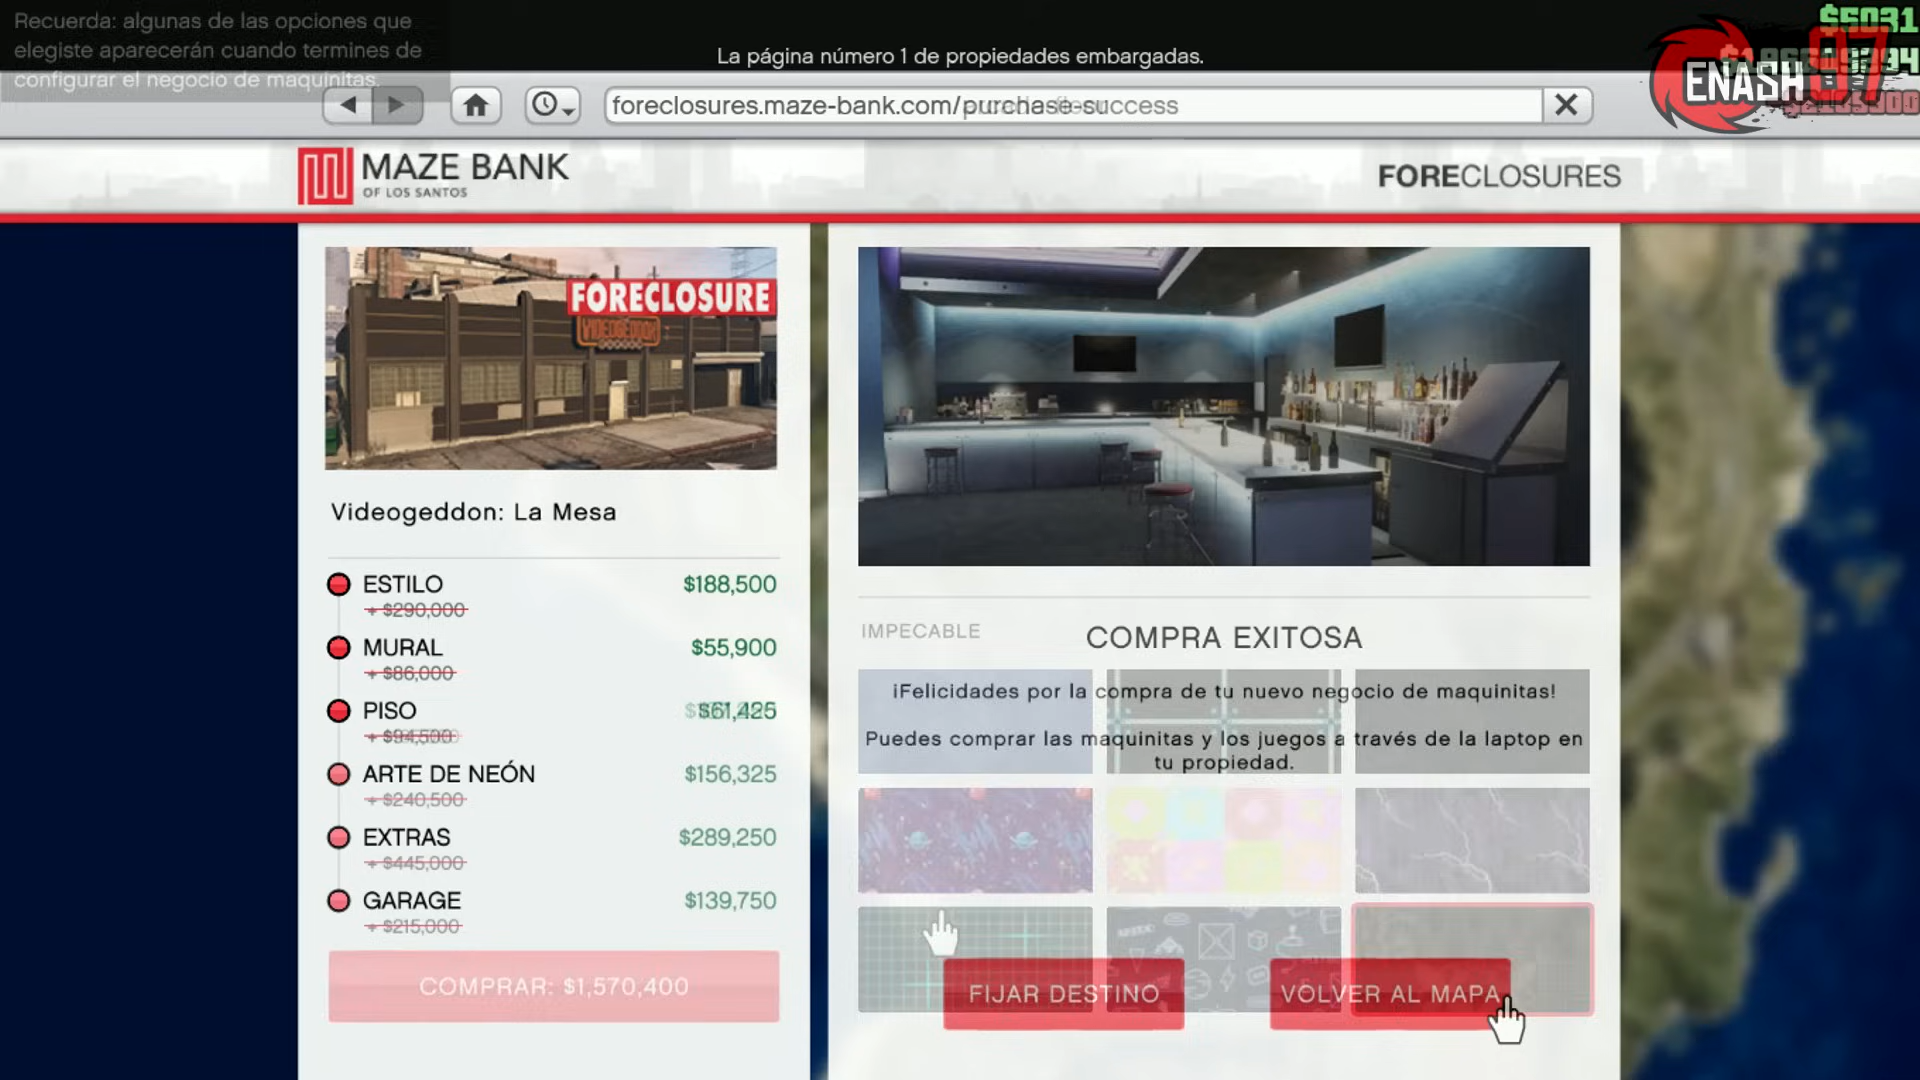 Recuerda: algunas de las opciones que
elegiste aparecerán cuando termines de
configurar el negocio de maquinitas.
La página número 1 de propiedades embargadas.
$5031
ENASH 07
foreclosures.maze-bank.com/purchase-success
MAZE BANK
OF LOS SANTOS
FORECLOSURES
FORECLOSURE
VIDEOGEDDON
Videogeddon: La Mesa
ESTILO $188,500
+ $290,000
MURAL $55,900
+ $86,000
PISO $61,425
+ $94,500
ARTE DE NEÓN $156,325
+ $240,500
EXTRAS $289,250
+ $445,000
GARAGE $139,750
+ $215,000
COMPRAR: $1,570,400
IMPECABLE
COMPRA EXITOSA
¡Felicidades por la compra de tu nuevo negocio de maquinitas!
Puedes comprar las maquinitas y los juegos a través de la laptop en
tu propiedad.
FIJAR DESTINO
VOLVER AL MAPA